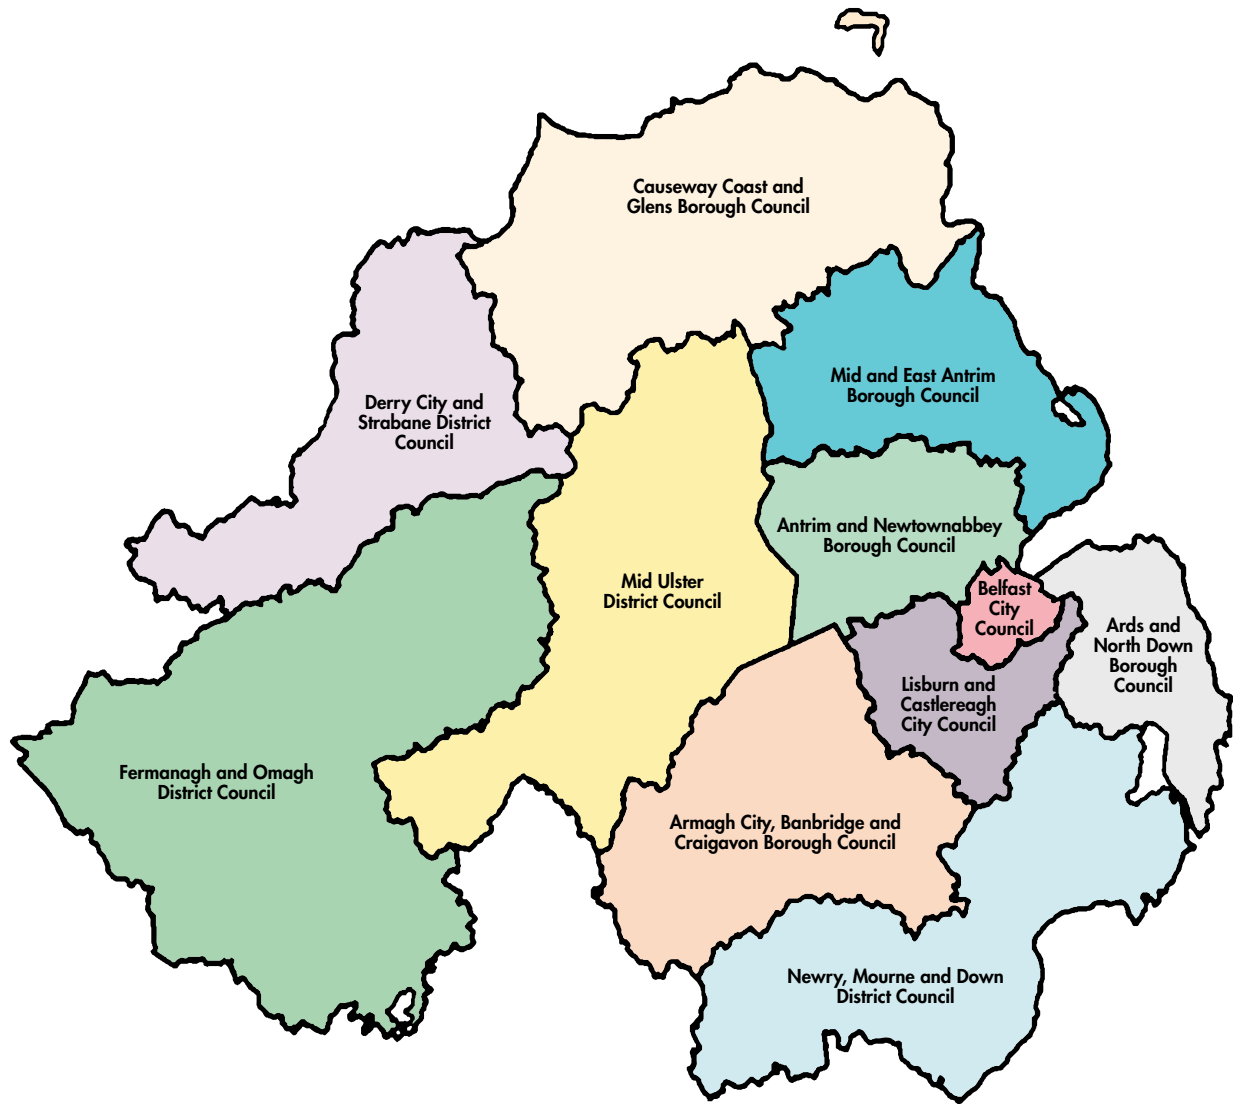 Causeway Coast and
Glens Borough Council
Mid and East Antrim
Borough Council
Derry City and
Strabane District
Council
Antrim and Newtownabbey
Borough Council
Mid Ulster
District Council
Belfast
City
Council
Ards and
North Down
Borough
Council
Lisburn and
Castlereagh
City Council
Fermanagh and Omagh
District Council
Armagh City, Banbridge and
Craigavon Borough Council
Newry, Mourne and Down
District Council